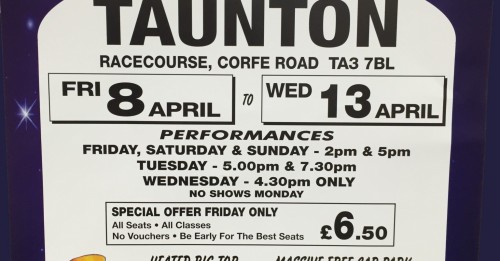 TAUNTON
RACECOURSE, CORFE ROAD TA3 7BL
FRI 8 APRIL TO WED 13 APRIL
PERFORMANCES
FRIDAY, SATURDAY & SUNDAY - 2pm & 5pm
TUESDAY - 5.00pm & 7.30pm
WEDNESDAY - 4.30pm ONLY
NO SHOWS MONDAY
SPECIAL OFFER FRIDAY ONLY
All Seats • All Classes
No Vouchers • Be Early For The Best Seats
£6.50
HEATED BIG TOP MASSIVE FREE CAR PARK